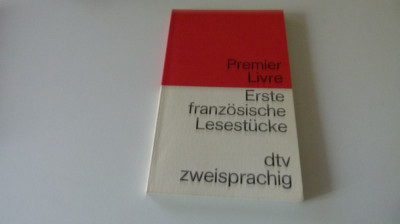 Premier
Livre
Erste
französische
Lesestücke
dtv
zweisprachig